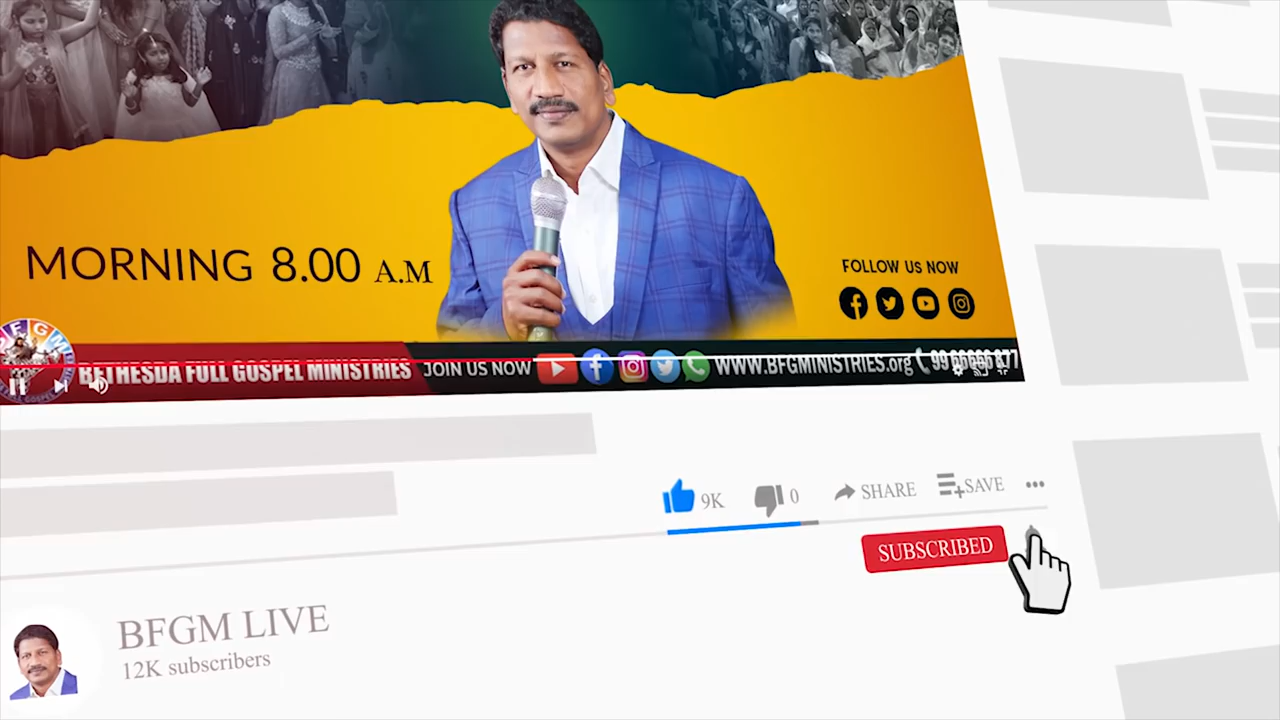 MORNING 8.00 A.M
FOLLOW US NOW
BETHESDA FULL GOSPEL MINISTRIES JOIN US NOW WWW.BFGMINISTRIES.org
9K 0 SHARE SAVE
SUBSCRIBED
BFGM LIVE
12K subscribers